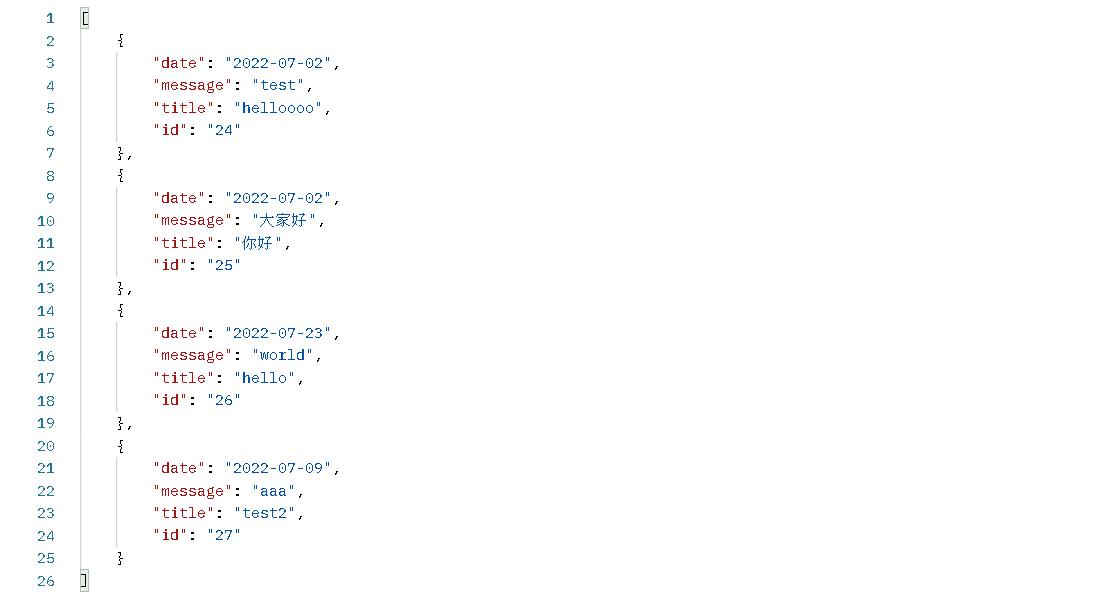 1 [
2 {
3 "date": "2022-07-02",
4 "message": "test",
5 "title": "helloooo",
6 "id": "24"
7 },
8 {
9 "date": "2022-07-02",
10 "message": "大家好",
11 "title": "你好",
12 "id": "25"
13 },
14 {
15 "date": "2022-07-23",
16 "message": "world",
17 "title": "hello",
18 "id": "26"
19 },
20 {
21 "date": "2022-07-09",
22 "message": "aaa",
23 "title": "test2",
24 "id": "27"
25 }
26 ]